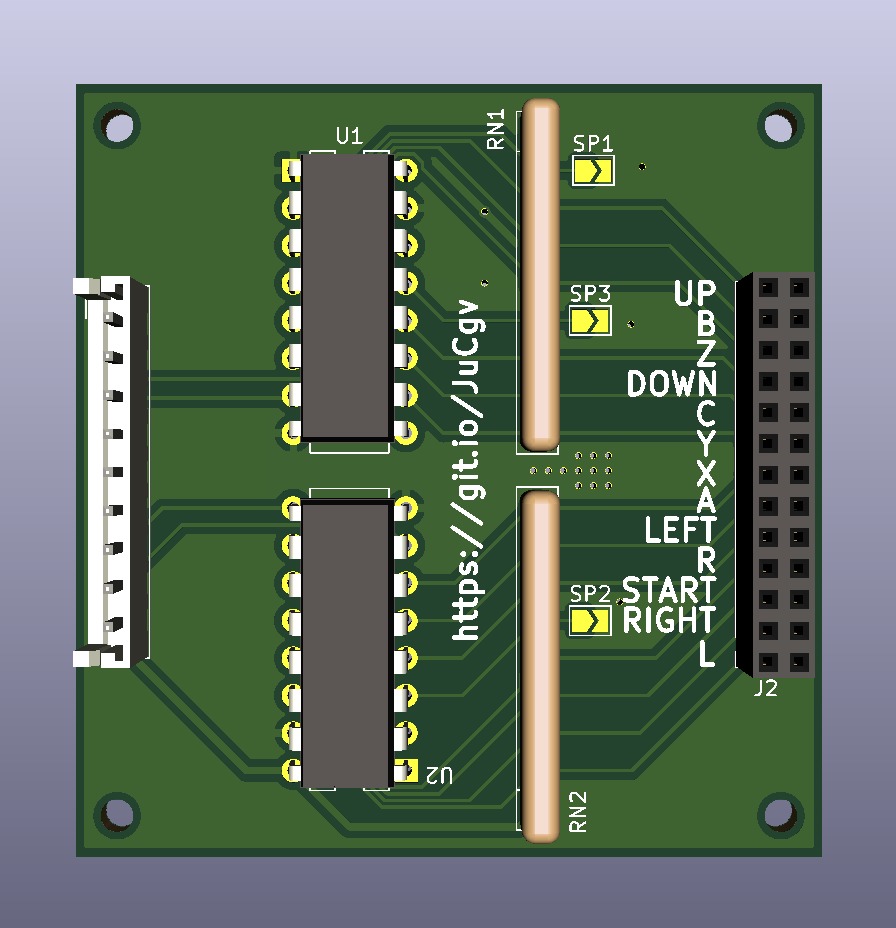 U1
RN1
SP1
SP3
UP
B
Z
DOWN
C
Y
X
A
LEFT
R
START
RIGHT
L
https://git.io/JuCgv
SP2
J2
U2
RN2